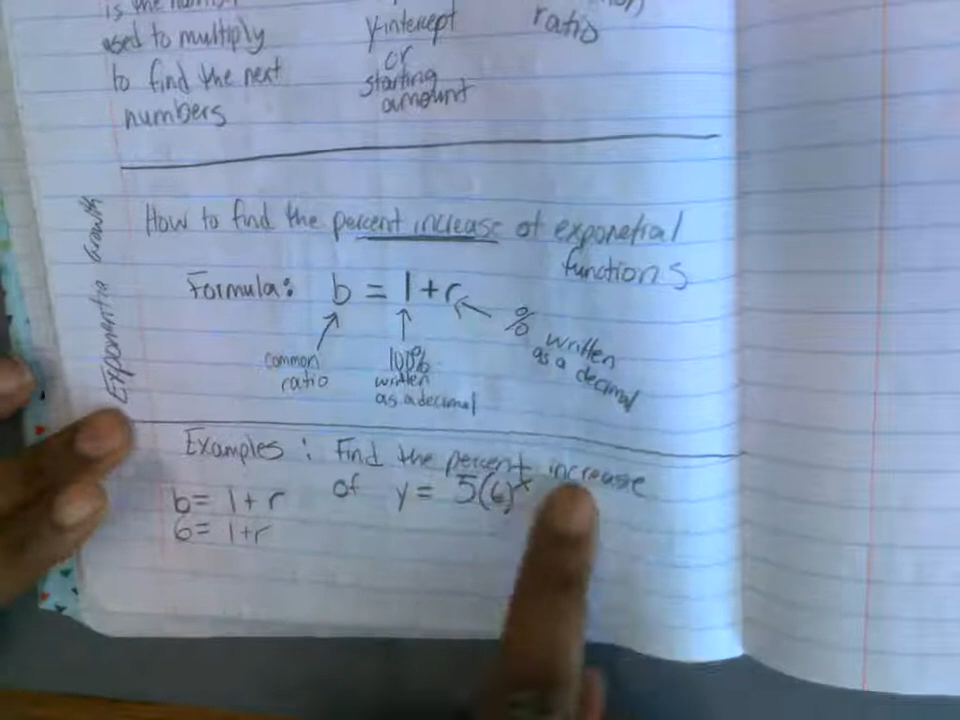 is the number
used to multiply
to find the next
numbers
y-intercept
or
starting
amount
ratio
Exponentia Growth
How to find the percent increase of exponetial
functions
Formula: b = 1+r
common
ratio
100%
written
as a decimal
% written
as a decimal
Examples: Find the percent increase
of y = 5(6)ˣ
b= 1+r
6= 1+r